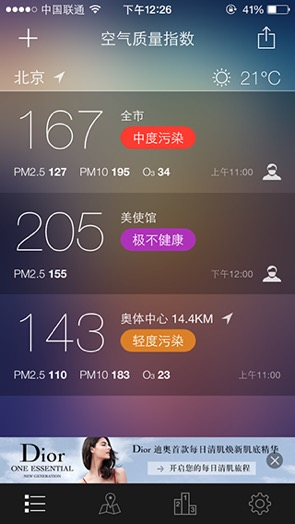 中国联通 下午12:26 41%
空气质量指数
北京 21°C
167 全市
中度污染
PM2.5 127 PM10 195 O₃ 34 上午11:00
205 美使馆
极不健康
PM2.5 155 下午12:00
143 奥体中心 14.4KM
轻度污染
PM2.5 110 PM10 183 O₃ 23 上午11:00
Dior
ONE ESSENTIAL
NEW GENERATION
Dior 迪奥首款每日清肌焕新肌底精华
开启您的每日清肌旅程
2 1 3